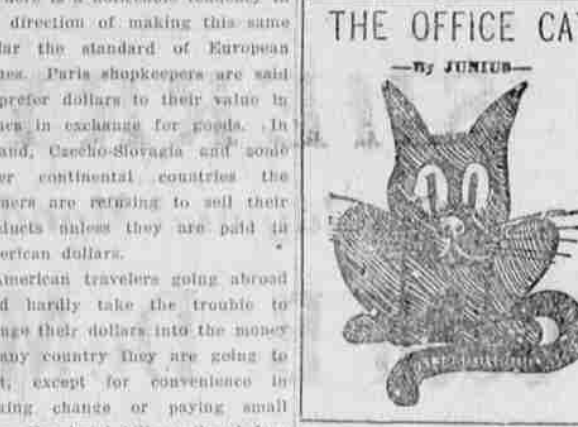 direction of making this same
lar the standard of European
es. Paris shopkeepers are said
prefer dollars to their value in
in exchange for goods. In
and, Czecho-Slovagia and some
er continental countries the
ners are refusing to sell their
ducts unless they are paid in
erican dollars.
American travelers going abroad
d hardly take the trouble to
nge their dollars into the money
any country they are going to
t, except for convenience in
king change or paying small
THE OFFICE CA
—By JUNIUS—